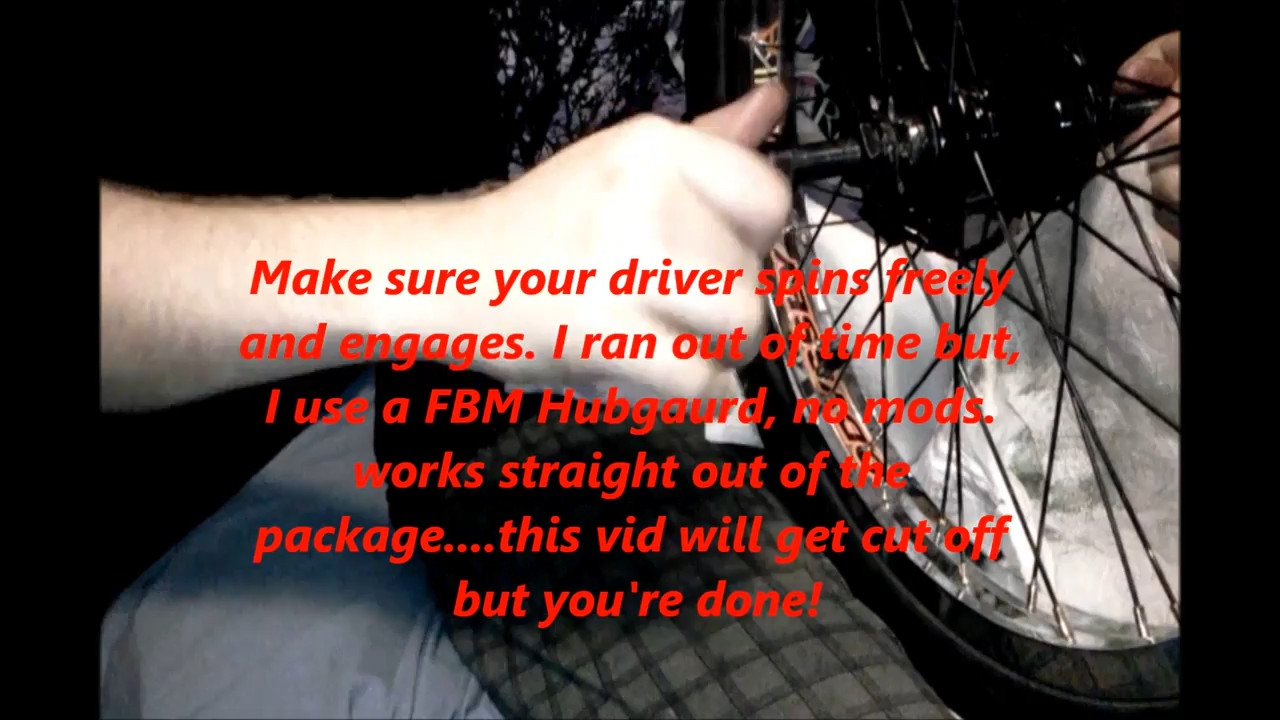 Make sure your driver spins freely
and engages. I ran out of time but,
I use a FBM Hubgaurd, no mods.
works straight out of the
package....this vid will get cut off
but you're done!